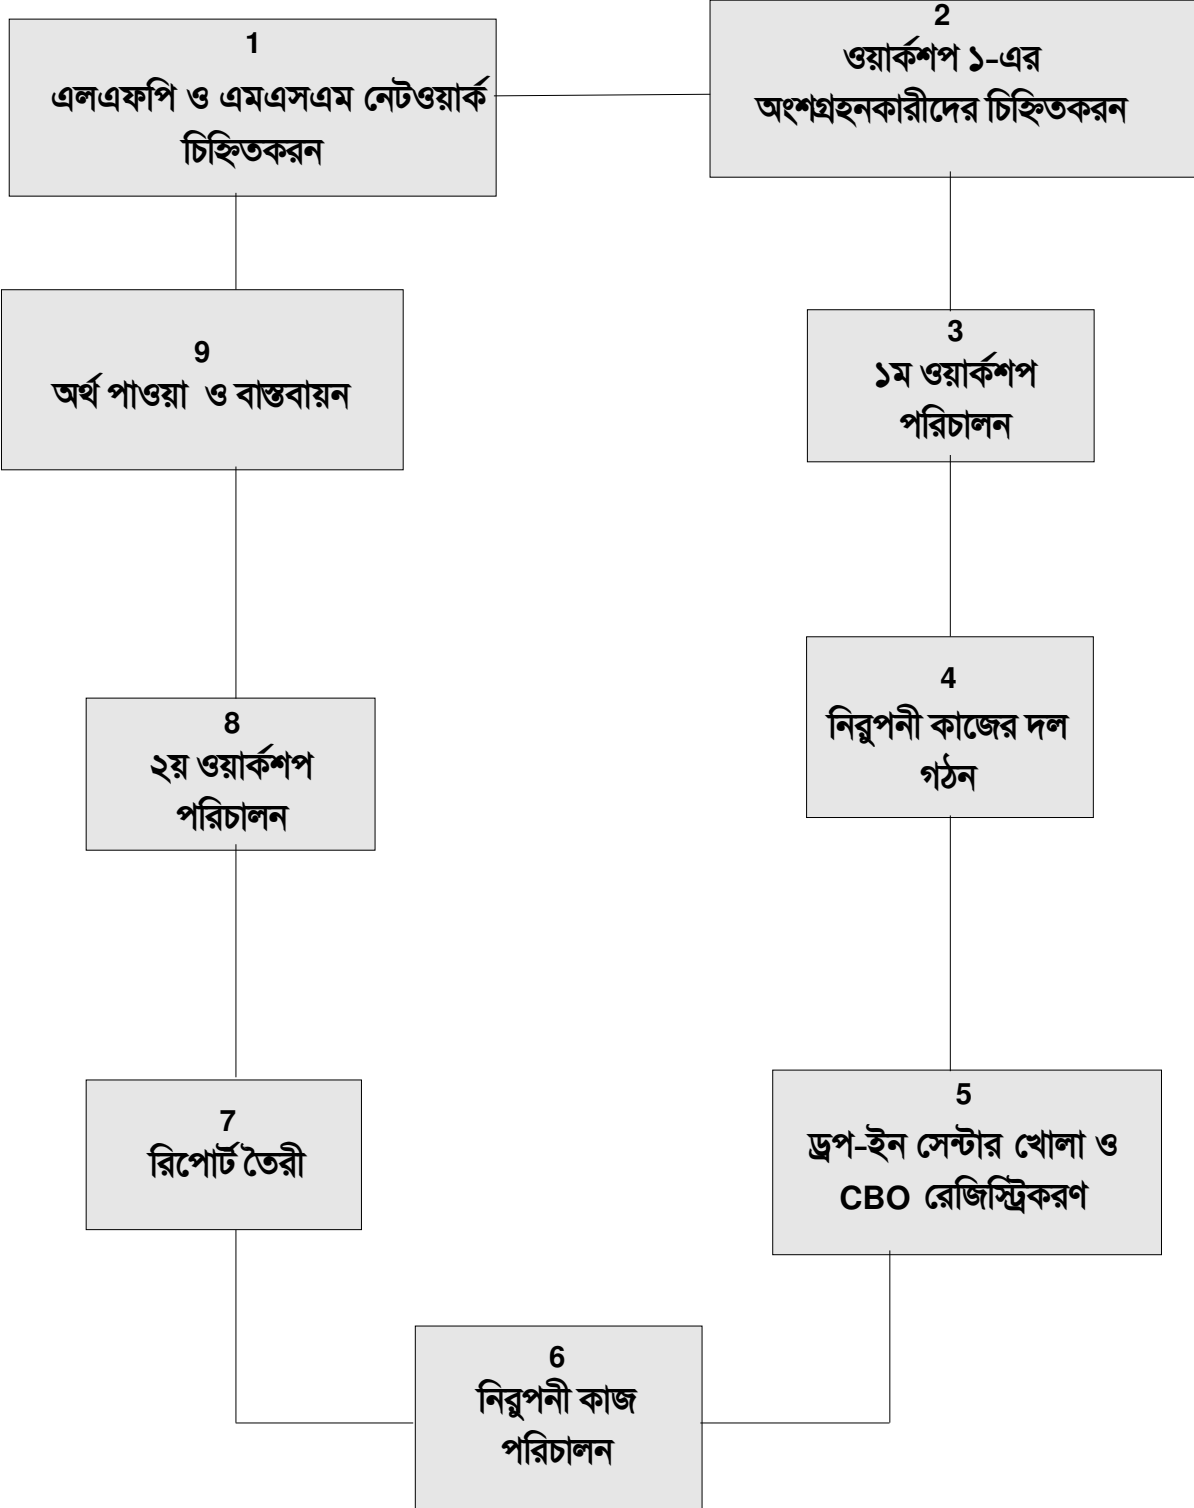 1
এলএফপি ও এমএসএম নেটওয়ার্ক
চিহ্নিতকরন
2
ওয়ার্কশপ ১-এর
অংশগ্রহনকারীদের চিহ্নিতকরন
3
১ম ওয়ার্কশপ
পরিচালন
4
নিরুপনী কাজের দল
গঠন
5
ড্রপ-ইন সেন্টার খোলা ও
CBO রেজিস্ট্রিকরণ
6
নিরুপনী কাজ
পরিচালন
7
রিপোর্ট তৈরী
8
২য় ওয়ার্কশপ
পরিচালন
9
অর্থ পাওয়া ও বাস্তবায়ন